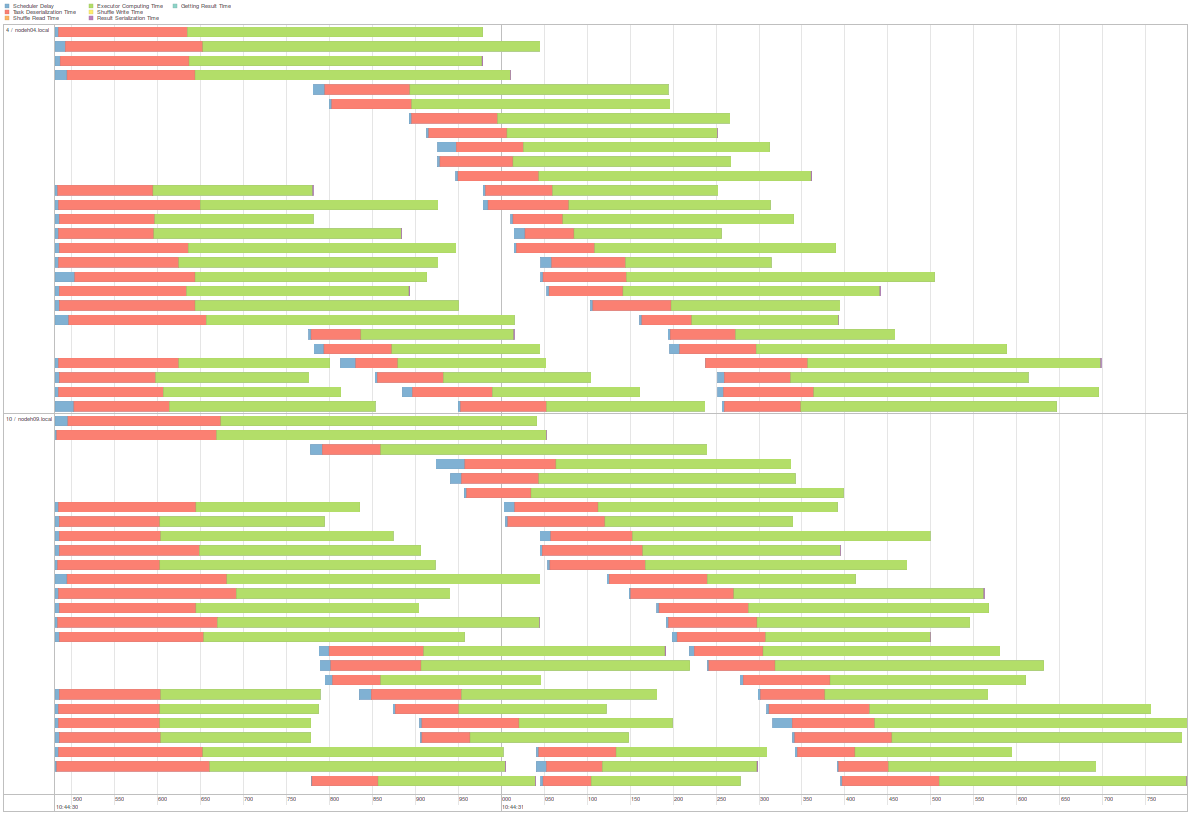 Scheduler Delay
Executor Computing Time
Getting Result Time
Task Deserialization Time
Shuffle Write Time
Shuffle Read Time
Result Serialization Time
4 / nodeh04.local
10 / nodeh09.local
500 550 600 650 700 750 800 850 900 950 000 050 100 150 200 250 300 350 400 450 500 550 600 650 700 750
10:44:30 10:44:31